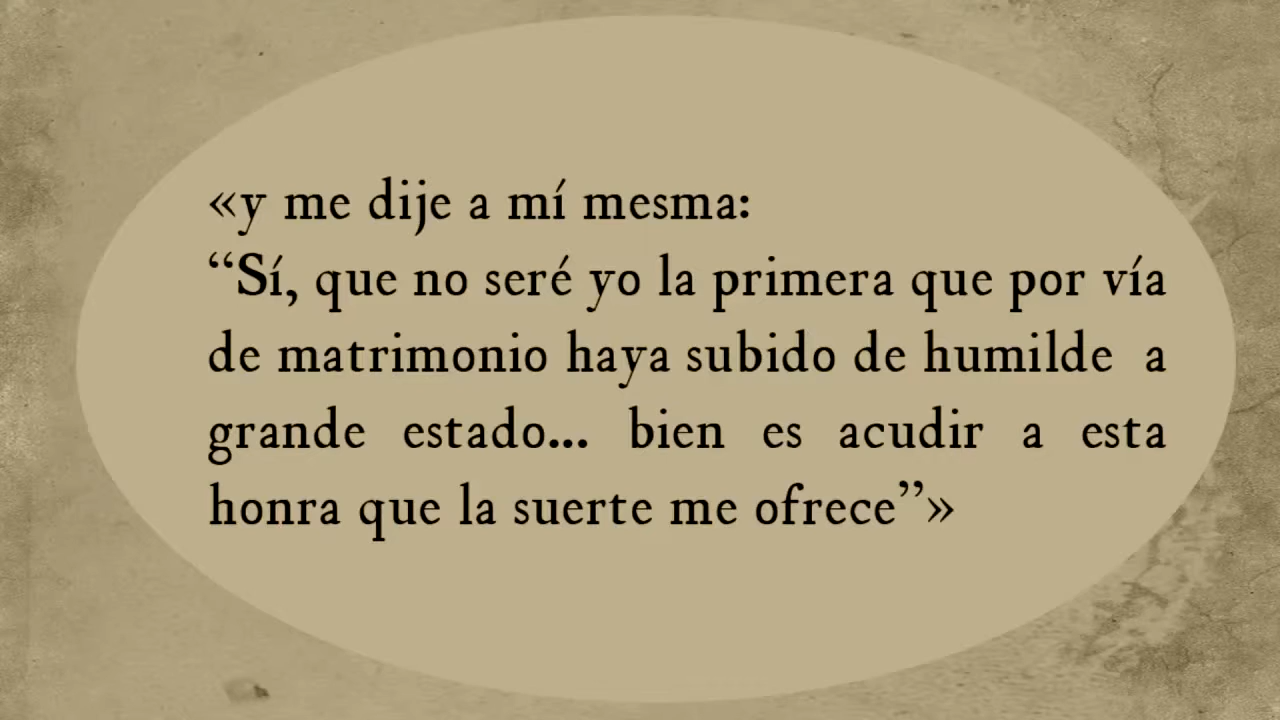 «y me dije a mí mesma:
“Sí, que no seré yo la primera que por vía
de matrimonio haya subido de humilde a
grande estado... bien es acudir a esta
honra que la suerte me ofrece”»